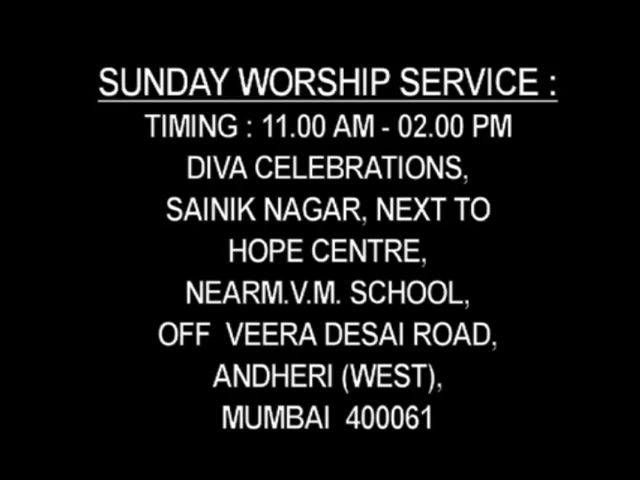 SUNDAY WORSHIP SERVICE :
TIMING : 11.00 AM - 02.00 PM
DIVA CELEBRATIONS,
SAINIK NAGAR, NEXT TO
HOPE CENTRE,
NEARM.V.M. SCHOOL,
OFF  VEERA DESAI ROAD,
ANDHERI (WEST),
MUMBAI  400061